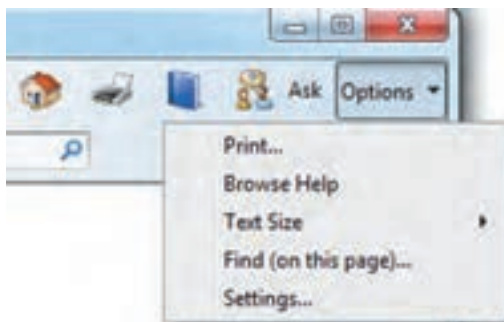 Ask Options
Print...
Browse Help
Text Size
Find (on this page)...
Settings...